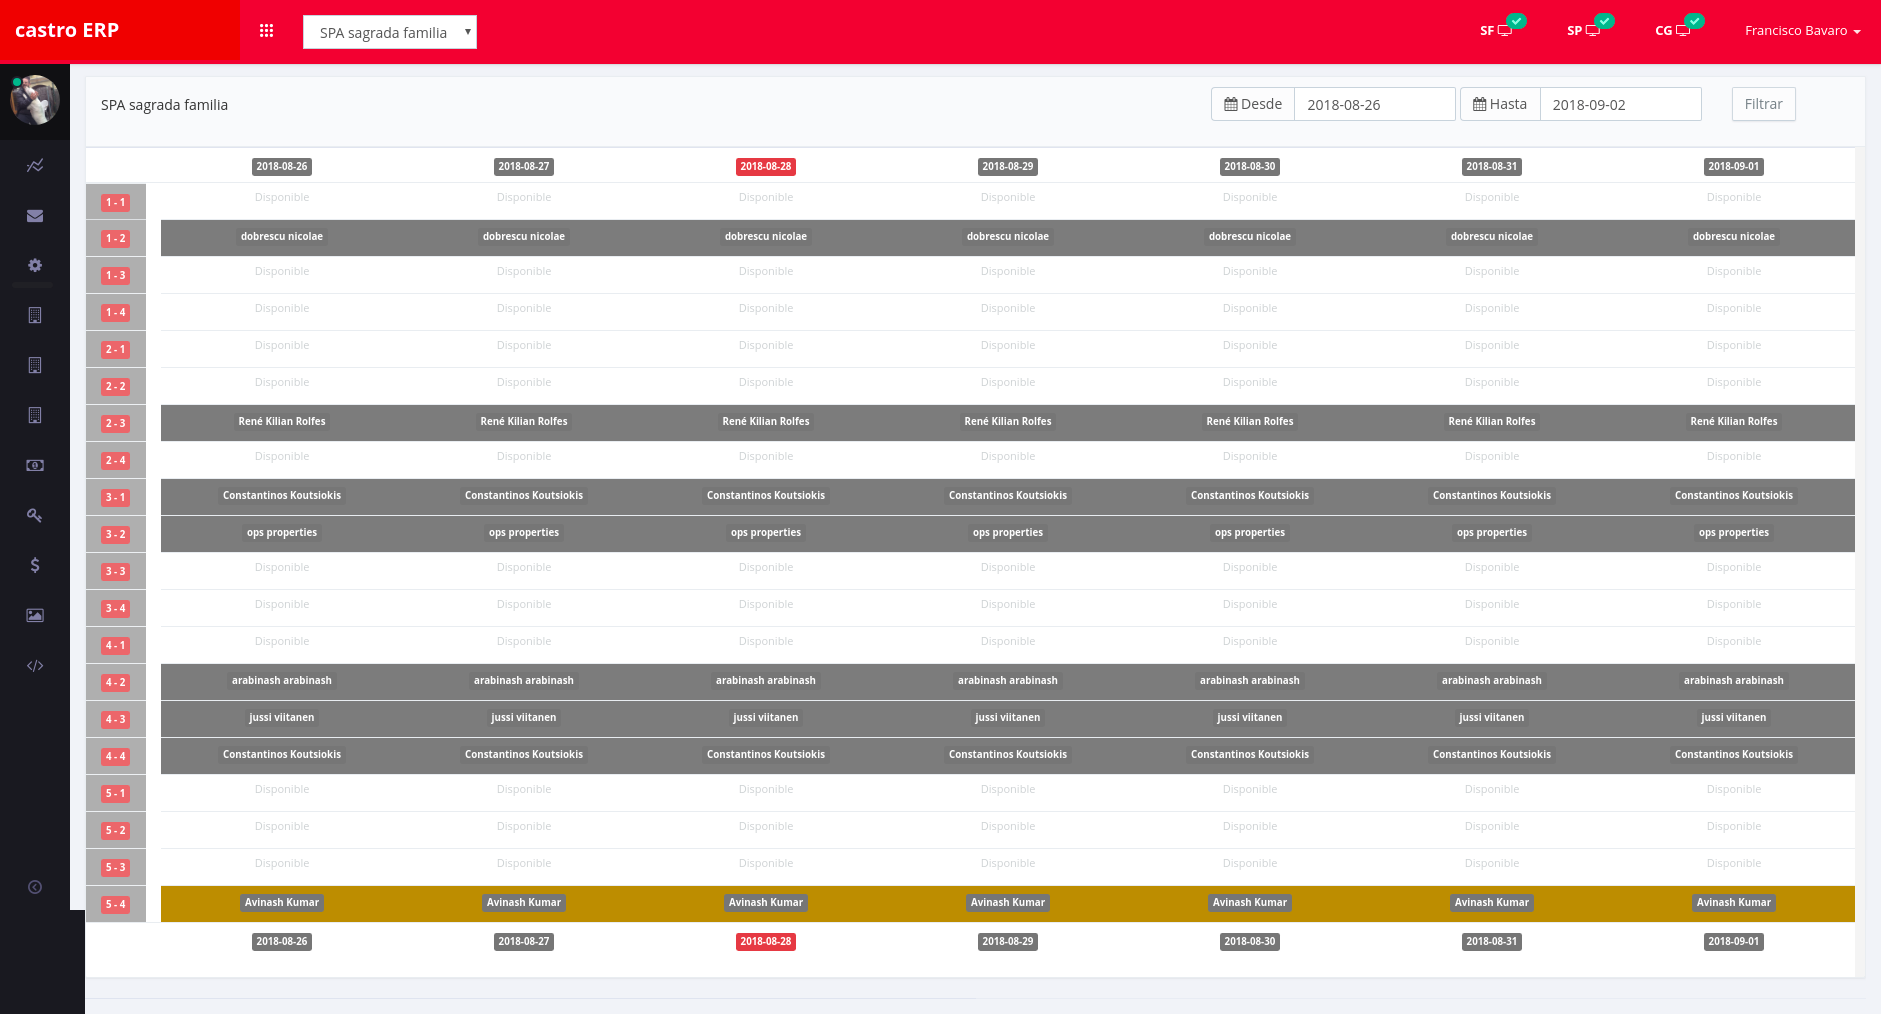 castro ERP
SPA sagrada familia
SF SP CG Francisco Bavaro
SPA sagrada familia Desde 2018-08-26 Hasta 2018-09-02 Filtrar
2018-08-26 2018-08-27 2018-08-28 2018-08-29 2018-08-30 2018-08-31 2018-09-01
1 - 1 Disponible Disponible Disponible Disponible Disponible Disponible Disponible
1 - 2 dobrescu nicolae dobrescu nicolae dobrescu nicolae dobrescu nicolae dobrescu nicolae dobrescu nicolae dobrescu nicolae
1 - 3 Disponible Disponible Disponible Disponible Disponible Disponible Disponible
1 - 4 Disponible Disponible Disponible Disponible Disponible Disponible Disponible
2 - 1 Disponible Disponible Disponible Disponible Disponible Disponible Disponible
2 - 2 Disponible Disponible Disponible Disponible Disponible Disponible Disponible
2 - 3 René Kilian Rolfes René Kilian Rolfes René Kilian Rolfes René Kilian Rolfes René Kilian Rolfes René Kilian Rolfes René Kilian Rolfes
2 - 4 Disponible Disponible Disponible Disponible Disponible Disponible Disponible
3 - 1 Constantinos Koutsiokis Constantinos Koutsiokis Constantinos Koutsiokis Constantinos Koutsiokis Constantinos Koutsiokis Constantinos Koutsiokis Constantinos Koutsiokis
3 - 2 ops properties ops properties ops properties ops properties ops properties ops properties ops properties
3 - 3 Disponible Disponible Disponible Disponible Disponible Disponible Disponible
3 - 4 Disponible Disponible Disponible Disponible Disponible Disponible Disponible
4 - 1 Disponible Disponible Disponible Disponible Disponible Disponible Disponible
4 - 2 arabinash arabinash arabinash arabinash arabinash arabinash arabinash arabinash arabinash arabinash arabinash arabinash arabinash arabinash
4 - 3 jussi viitanen jussi viitanen jussi viitanen jussi viitanen jussi viitanen jussi viitanen jussi viitanen
4 - 4 Constantinos Koutsiokis Constantinos Koutsiokis Constantinos Koutsiokis Constantinos Koutsiokis Constantinos Koutsiokis Constantinos Koutsiokis Constantinos Koutsiokis
5 - 1 Disponible Disponible Disponible Disponible Disponible Disponible Disponible
5 - 2 Disponible Disponible Disponible Disponible Disponible Disponible Disponible
5 - 3 Disponible Disponible Disponible Disponible Disponible Disponible Disponible
5 - 4 Avinash Kumar Avinash Kumar Avinash Kumar Avinash Kumar Avinash Kumar Avinash Kumar Avinash Kumar
2018-08-26 2018-08-27 2018-08-28 2018-08-29 2018-08-30 2018-08-31 2018-09-01